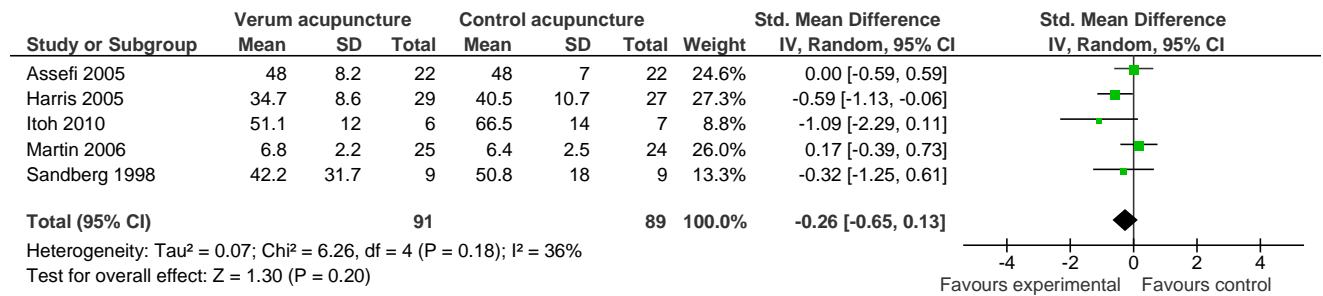 Verum acupuncture Control acupuncture Std. Mean Difference Std. Mean Difference
Study or Subgroup Mean SD Total Mean SD Total Weight IV, Random, 95% CI IV, Random, 95% CI
Assefi 2005 48 8.2 22 48 7 22 24.6% 0.00 [-0.59, 0.59]
Harris 2005 34.7 8.6 29 40.5 10.7 27 27.3% -0.59 [-1.13, -0.06]
Itoh 2010 51.1 12 6 66.5 14 7 8.8% -1.09 [-2.29, 0.11]
Martin 2006 6.8 2.2 25 6.4 2.5 24 26.0% 0.17 [-0.39, 0.73]
Sandberg 1998 42.2 31.7 9 50.8 18 9 13.3% -0.32 [-1.25, 0.61]
Total (95% CI) 91 89 100.0% -0.26 [-0.65, 0.13]
Heterogeneity: Tau² = 0.07; Chi² = 6.26, df = 4 (P = 0.18); I² = 36%
Test for overall effect: Z = 1.30 (P = 0.20)
-4 -2 0 2 4
Favours experimental Favours control